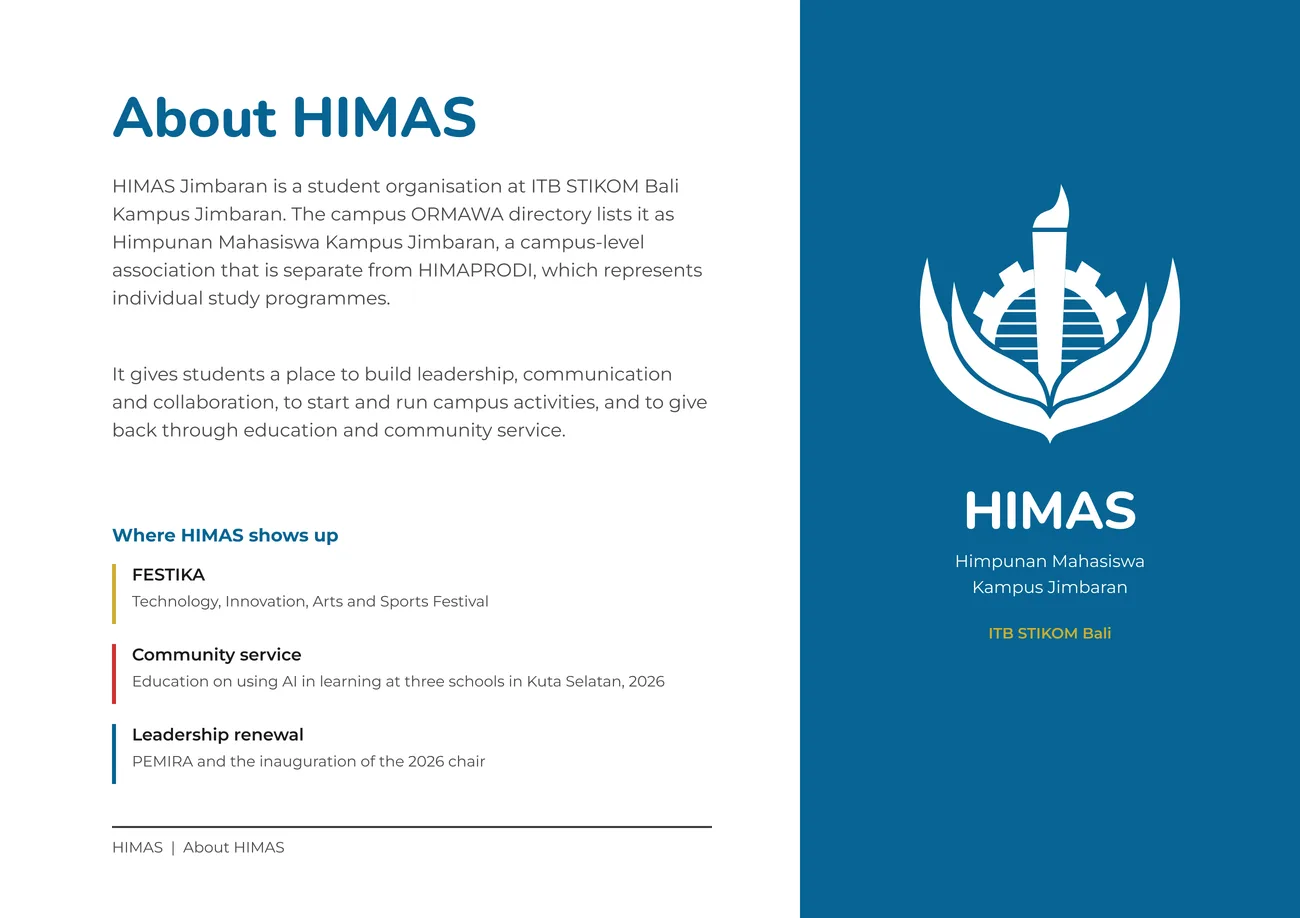 About HIMAS
HIMAS Jimbaran is a student organisation at ITB STIKOM Bali
Kampus Jimbaran. The campus ORMAWA directory lists it as
Himpunan Mahasiswa Kampus Jimbaran, a campus-level
association that is separate from HIMAPRODI, which represents
individual study programmes.
It gives students a place to build leadership, communication
and collaboration, to start and run campus activities, and to give
back through education and community service.
Where HIMAS shows up
FESTIKA
Technology, Innovation, Arts and Sports Festival
Community service
Education on using AI in learning at three schools in Kuta Selatan, 2026
Leadership renewal
PEMIRA and the inauguration of the 2026 chair
HIMAS | About HIMAS
HIMAS
Himpunan Mahasiswa
Kampus Jimbaran
ITB STIKOM Bali